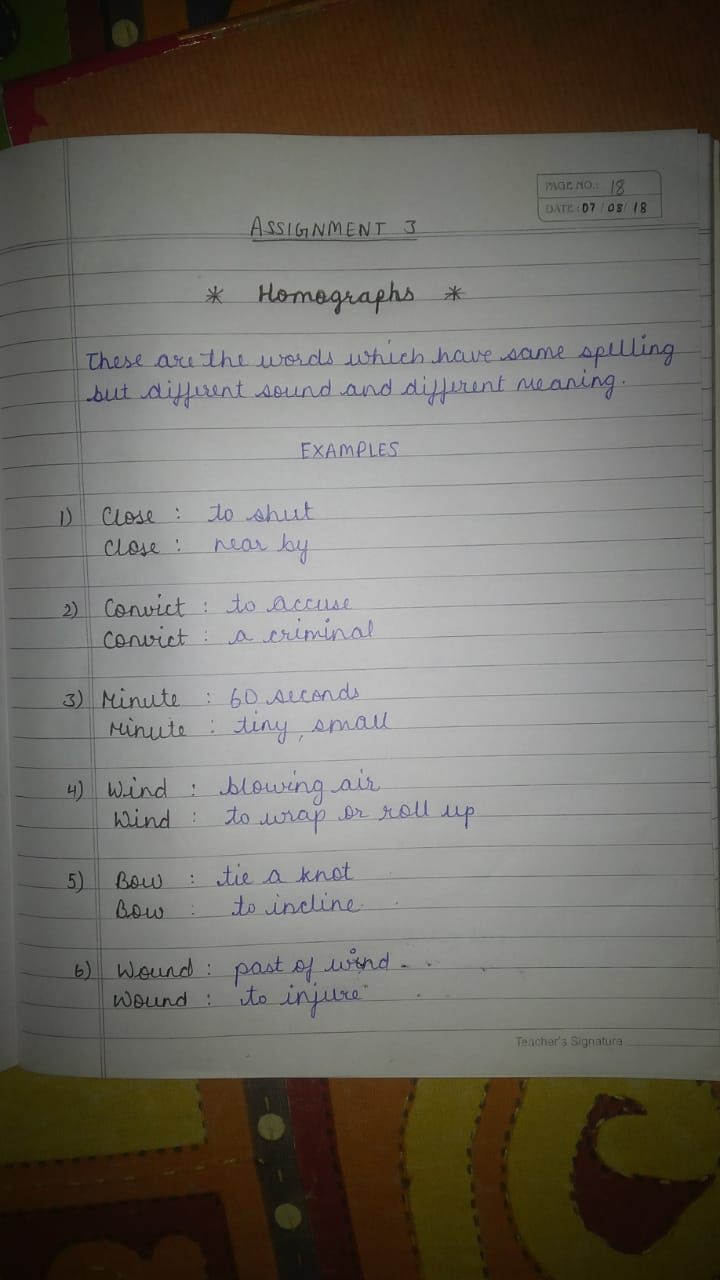 PAGE NO.: 18
DATE: 07/08/18
ASSIGNMENT 3
* Homographs *
These are the words which have same spelling
but different sound and different meaning.
EXAMPLES
1) Close : to shut
Close : near by
2) Convict : to accuse
Convict : a criminal
3) Minute : 60 seconds
Minute : tiny, small
4) Wind : blowing air
Wind : to wrap or roll up
5) Bow : tie a knot
Bow : to incline.
6) Wound : past of wind.
Wound : to injure
Teacher's Signature